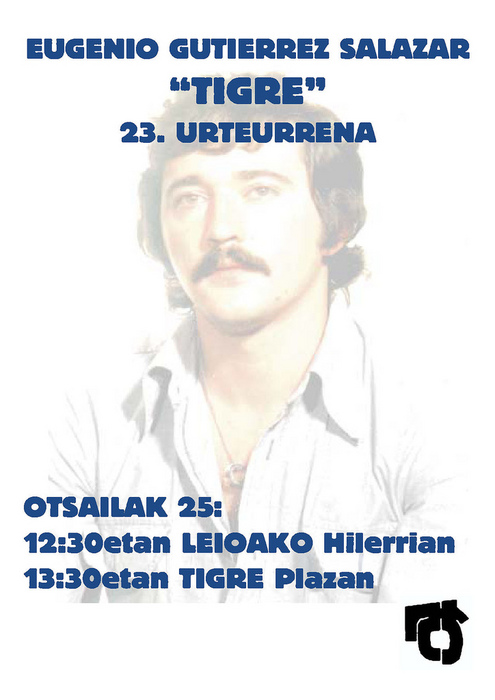 EUGENIO GUTIERREZ SALAZAR
“TIGRE”
23. URTEURRENA
OTSAILAK 25:
12:30etan LEIOAKO Hilerrian
13:30etan TIGRE Plazan